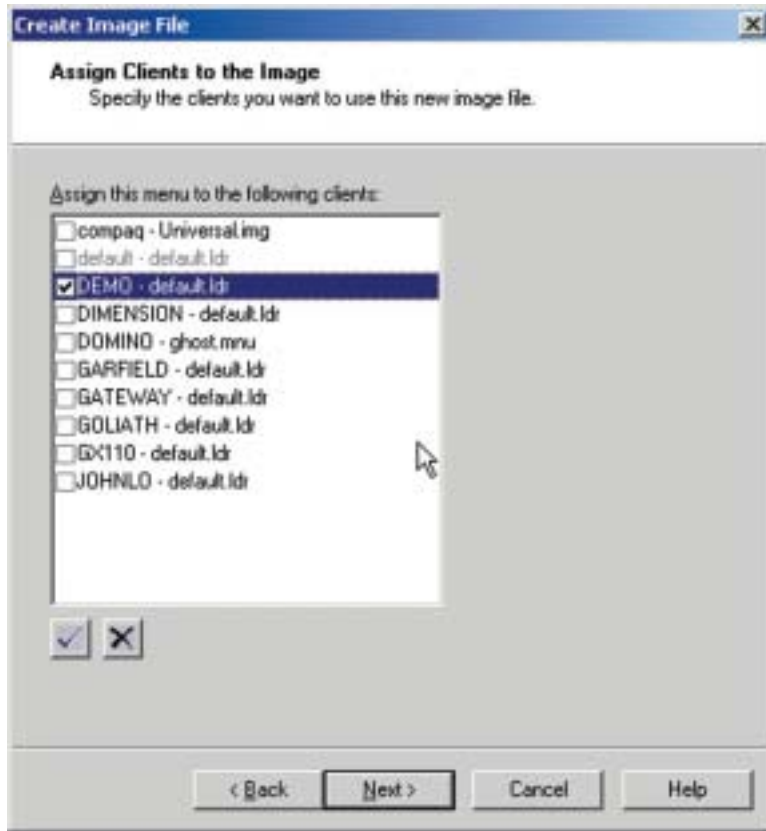 Create Image File
Assign Clients to the Image
Specify the clients you want to use this new image file.
Assign this menu to the following clients:
compaq - Universal.img
default - default.ldr
DEMO - default.ldr
DIMENSION - default.ldr
DOMINO - ghost.mnu
GARFIELD - default.ldr
GATEWAY - default.ldr
GOLIATH - default.ldr
GX110 - default.ldr
JOHNLO - default.ldr
< Back
Next >
Cancel
Help